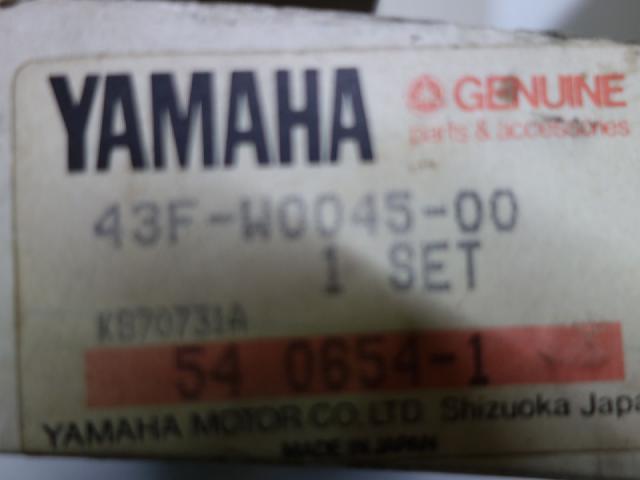 YAMAHA
GENUINE
parts & accessories
43F-W0045-00
1 SET
K870731A
54 0654-1
YAMAHA MOTOR CO., LTD. Shizuoka Japa
MADE IN JAPAN